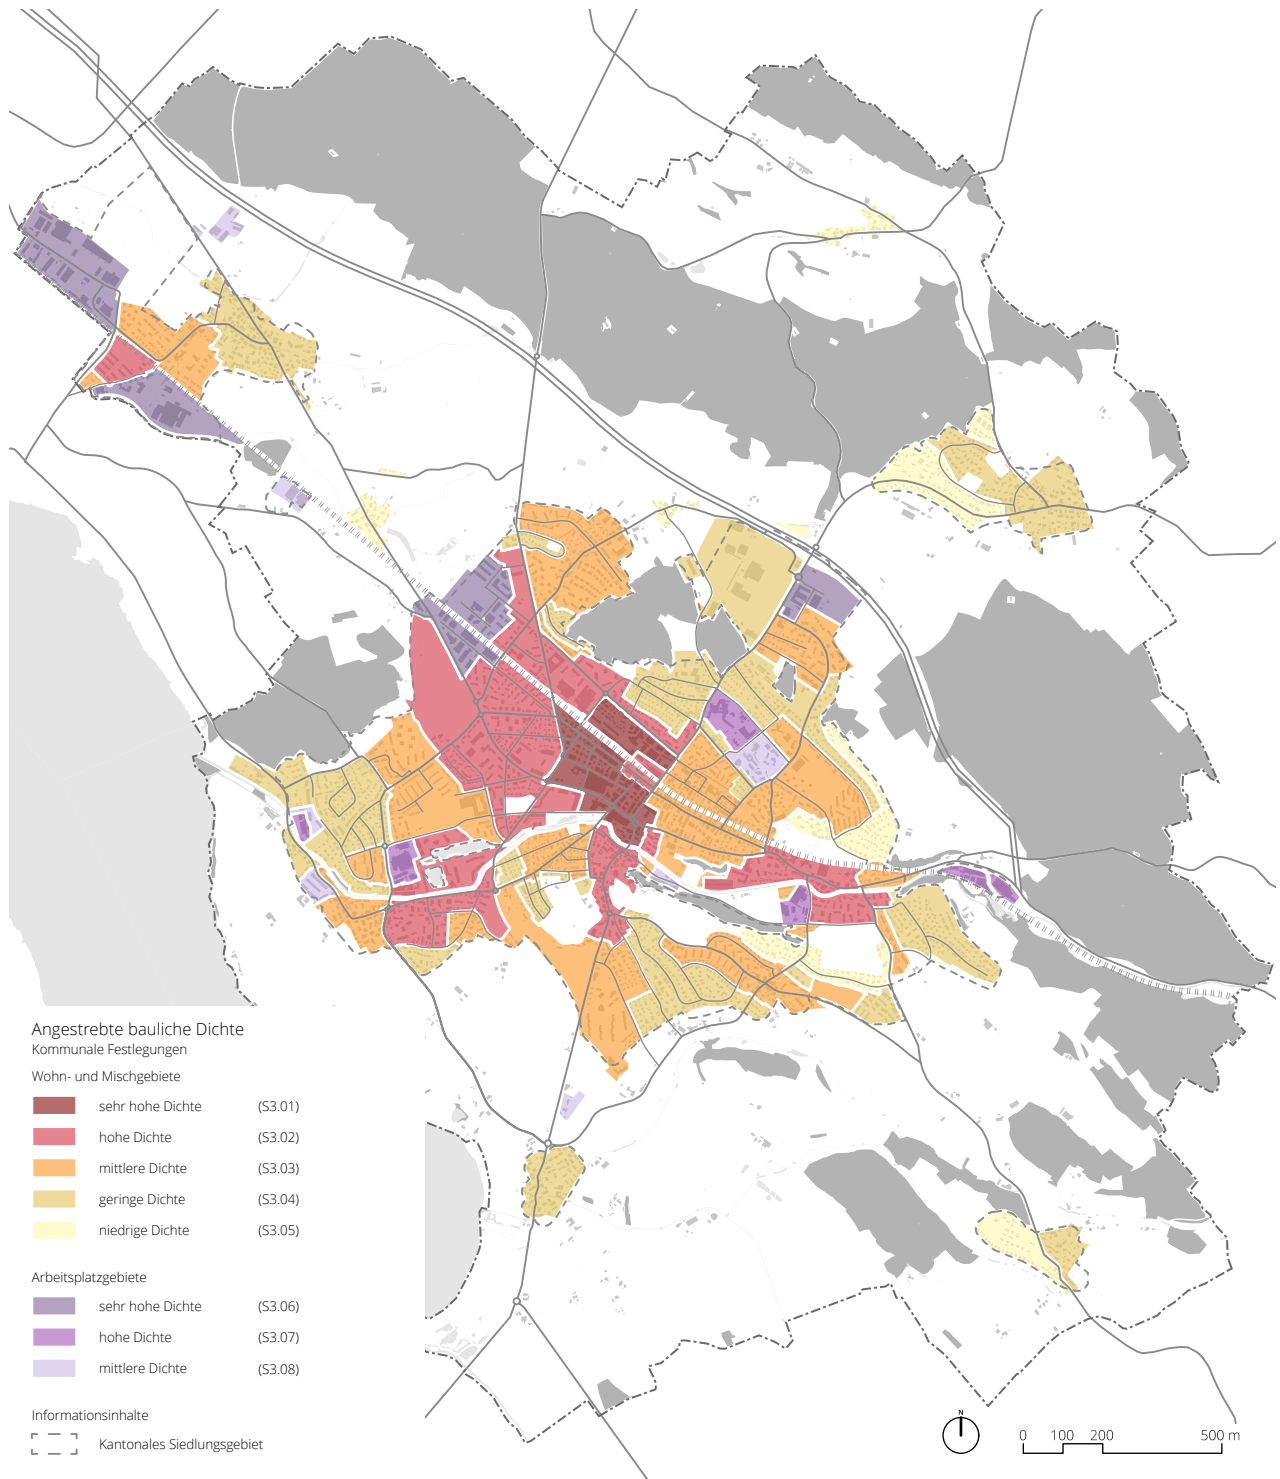 Angestrebte bauliche Dichte
Kommunale Festlegungen
Wohn- und Mischgebiete
sehr hohe Dichte (S3.01)
hohe Dichte (S3.02)
mittlere Dichte (S3.03)
geringe Dichte (S3.04)
niedrige Dichte (S3.05)
Arbeitsplatzgebiete
sehr hohe Dichte (S3.06)
hohe Dichte (S3.07)
mittlere Dichte (S3.08)
Informationsinhalte
Kantonales Siedlungsgebiet
N
0 100 200 500 m